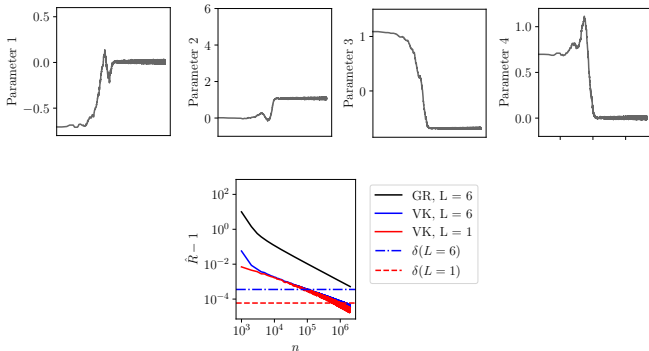 Parameter 1
0.0
−0.5
Parameter 2
6
4
2
0
Parameter 3
1
0
Parameter 4
1.0
0.5
0.0
R̂ − 1
10²
10⁰
10⁻²
10⁻⁴
10³
10⁴
10⁵
10⁶
n
GR, L = 6
VK, L = 6
VK, L = 1
δ(L = 6)
δ(L = 1)